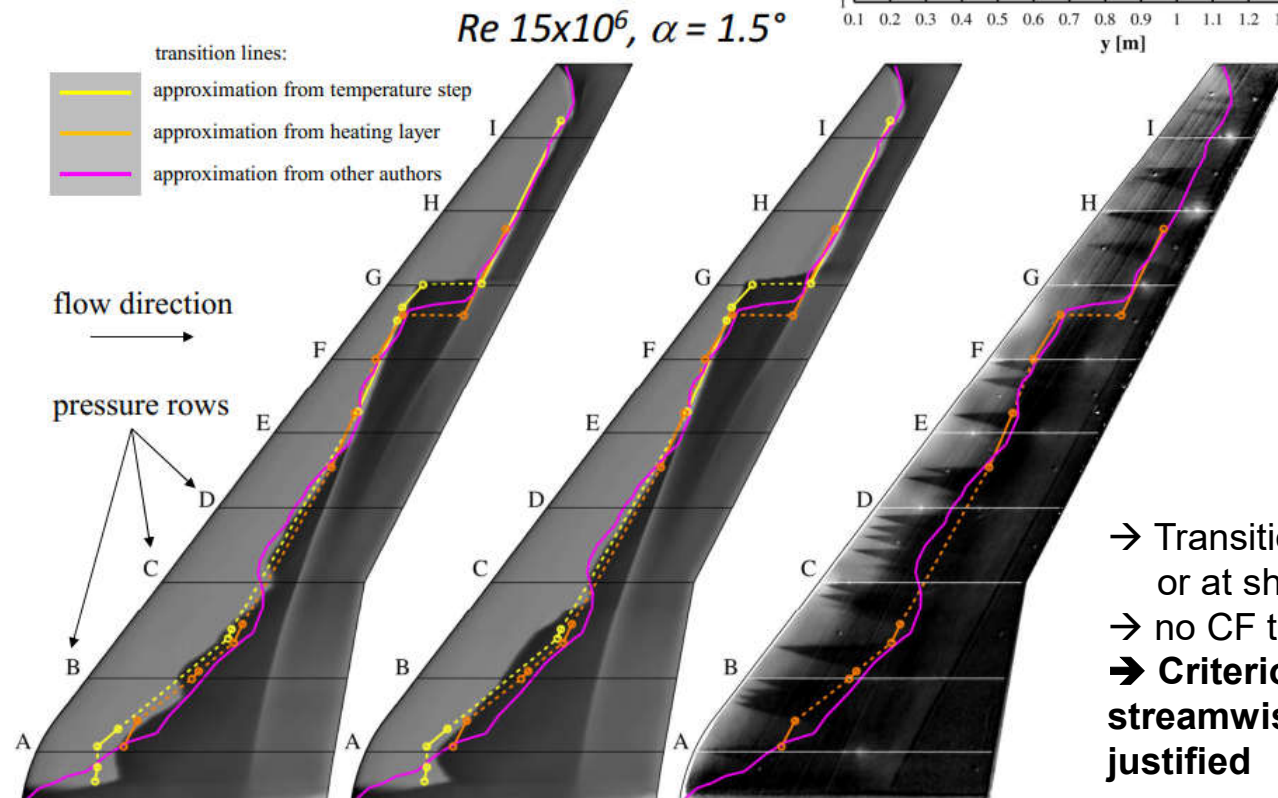 Re 15x10⁶, α = 1.5°
0.1 0.2 0.3 0.4 0.5 0.6 0.7 0.8 0.9 1 1.1 1.2
y [m]
transition lines:
approximation from temperature step
approximation from heating layer
approximation from other authors
flow direction
pressure rows
I
H
G
F
E
D
C
B
A
I
H
G
F
E
D
C
B
A
I
H
G
F
E
D
C
B
A
→ Transitio
or at sh
→ no CF t
➔ Criterio
streamwis
justified